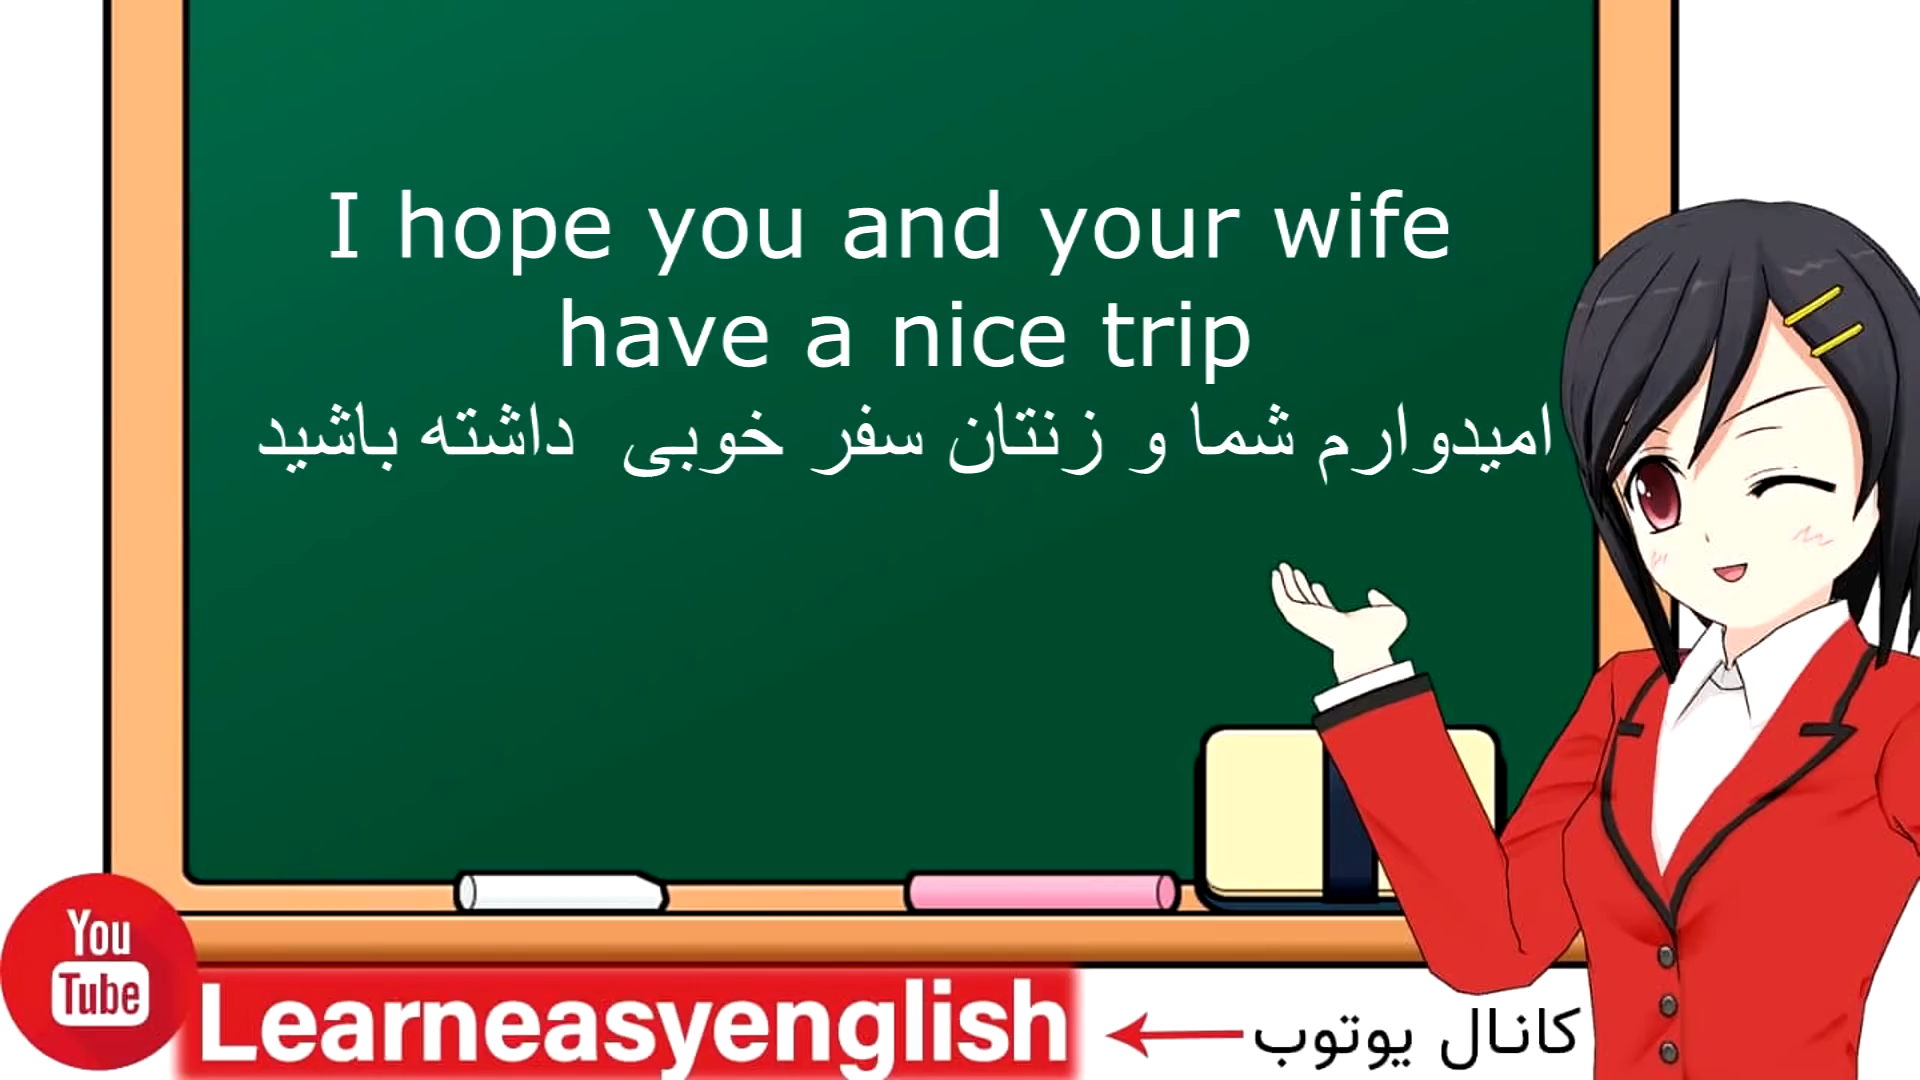 I hope you and your wife
have a nice trip
امیدوارم شما و زنتان سفر خوبی داشته باشید
You
Tube
Learneasyenglish
کانال یوتوب